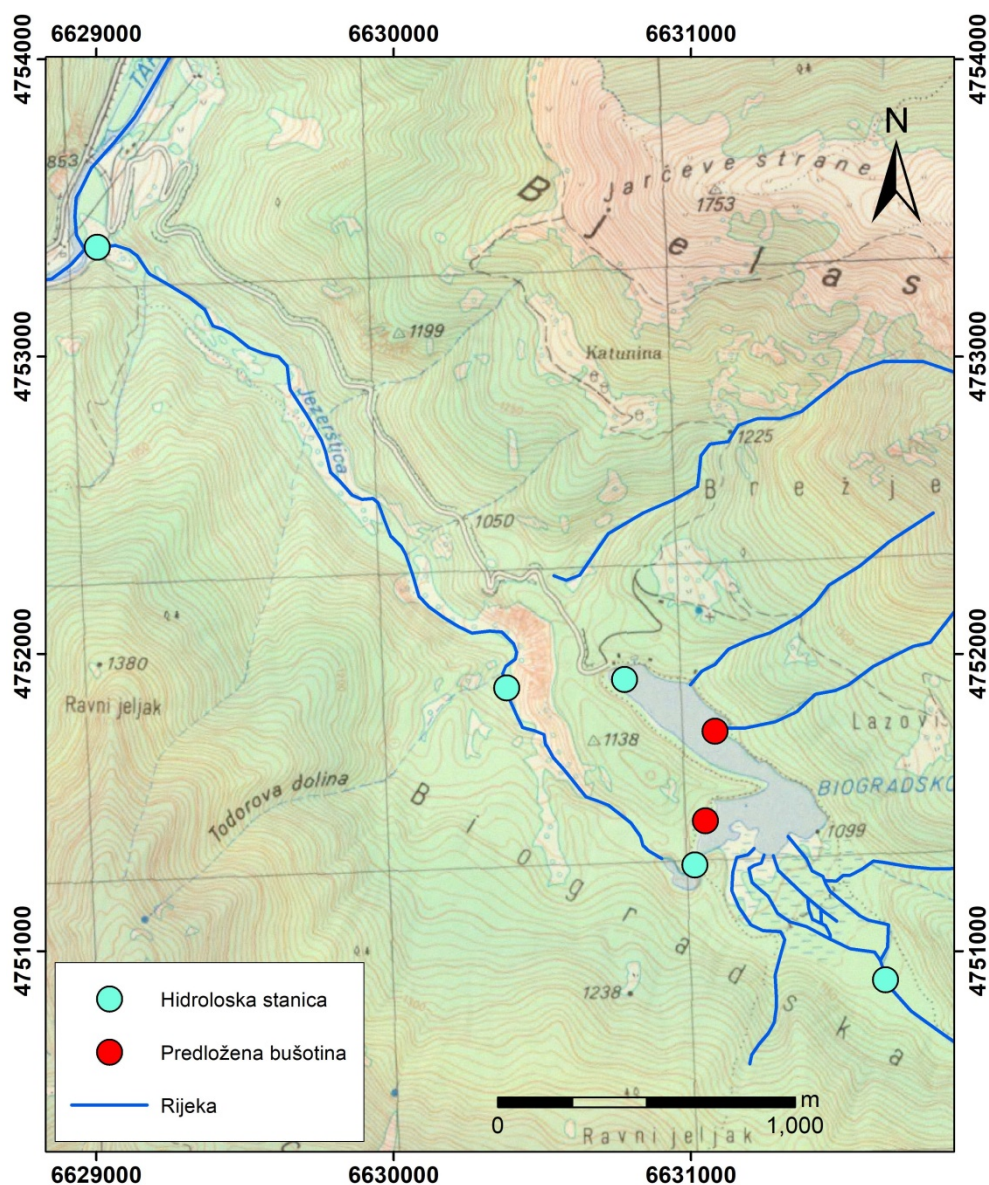 6629000 6630000 6631000
4754000
4754000
TAR
853
N
Jarčeve strane
1753
B j e l a s
1199
4753000
4753000
Katunina
1250
Jezerštica
1225
B r e ž j e
1050
4752000
4752000
1380
Ravni jeljak
Lazovi
1138
Todorova dolina
BIOGRADSKO
1099
B i o g r a d s k a
4751000
4751000
1238
Hidroloska stanica
Predložena bušotina
Rijeka
m
0 1,000
Ravni jeljak
6629000 6630000 6631000